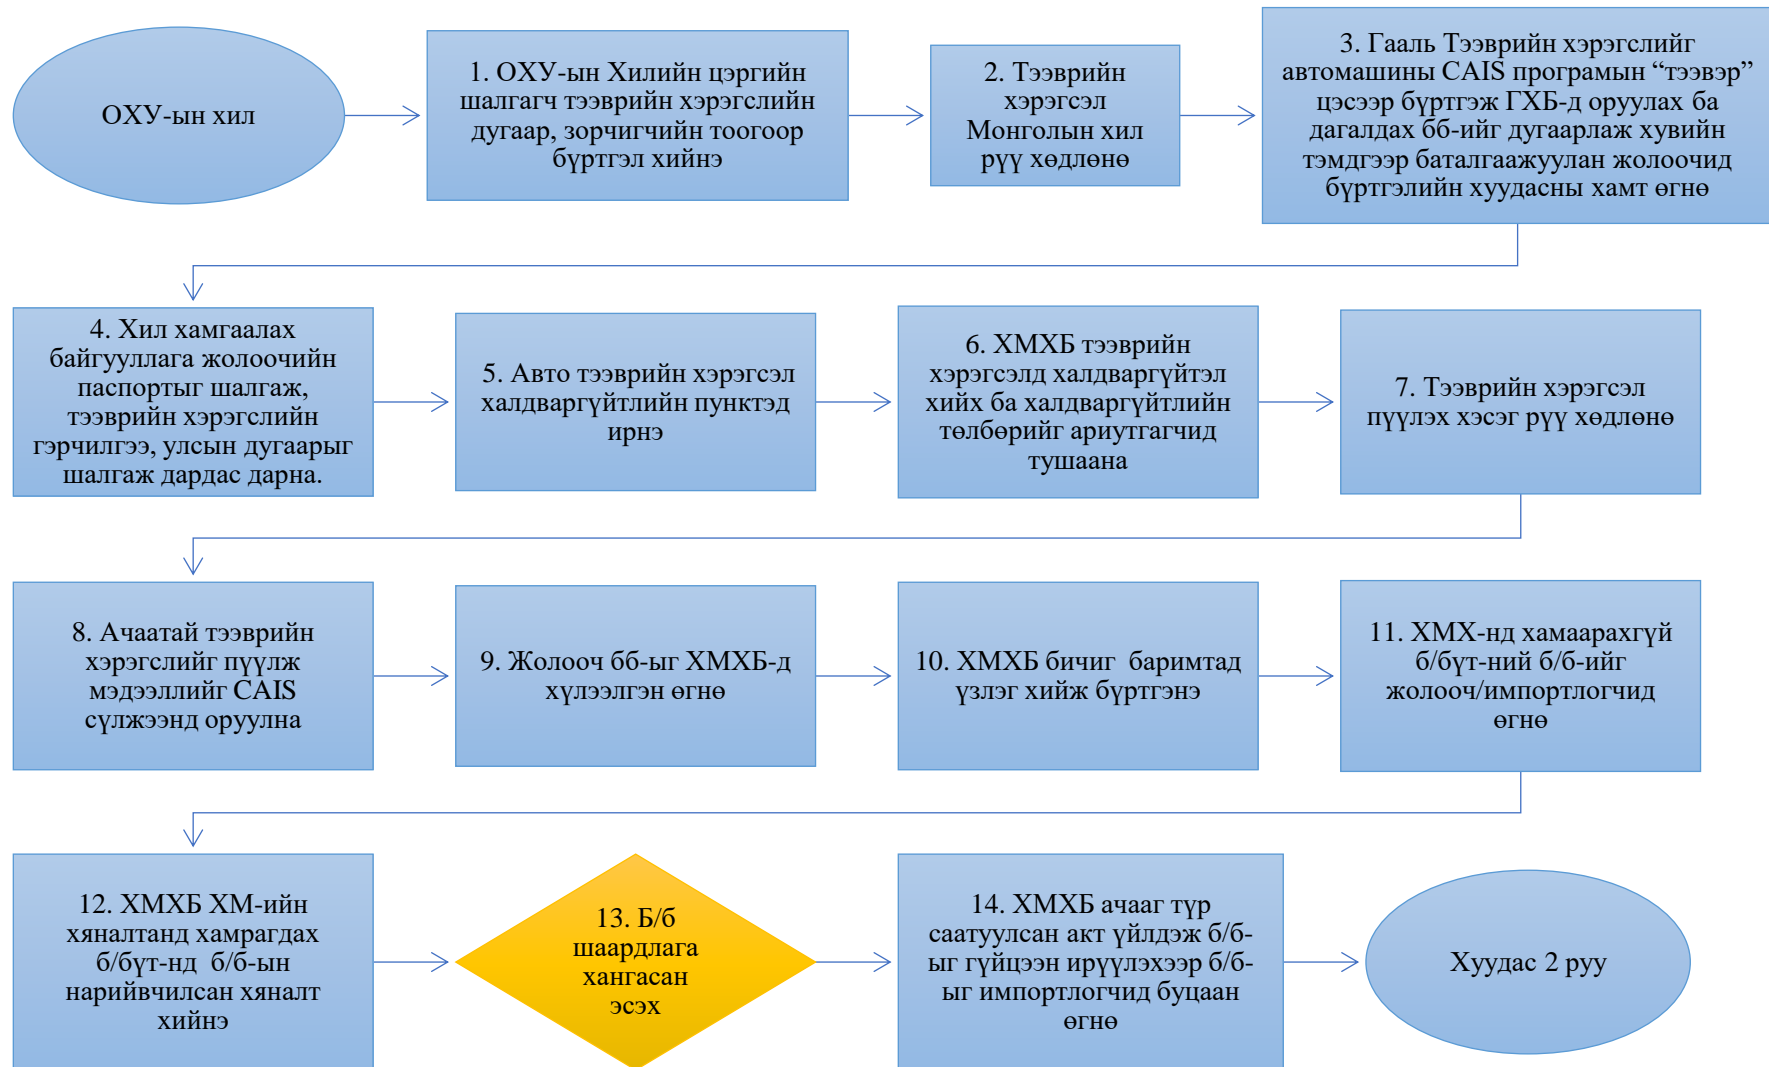 ОХУ-ын хил
1. ОХУ-ын Хилийн цэргийн
шалгагч тээврийн хэрэгслийн
дугаар, зорчигчийн тоогоор
бүртгэл хийнэ
2. Тээврийн
хэрэгсэл
Монголын хил
рүү хөдлөнө
3. Гааль Тээврийн хэрэгслийг
автомашины CAIS программын “тээвэр”
цэсээр бүртгэж ГХБ-д оруулах ба
дагалдах бб-ийг дугаарлаж хувийн
тэмдгээр баталгаажуулан жолоочид
бүртгэлийн хуудасны хамт өгнө
4. Хил хамгаалах
байгууллага жолоочийн
паспортыг шалгаж,
тээврийн хэрэгслийн
гэрчилгээ, улсын дугаарыг
шалгаж дардас дарна.
5. Авто тээврийн хэрэгсэл
халдваргүйтлийн пунктэд
ирнэ
6. ХМХБ тээврийн
хэрэгсэлд халдваргүйтэл
хийх ба халдваргүйтлийн
төлбөрийг ариутгагчид
тушаана
7. Тээврийн хэрэгсэл
пүүлэх хэсэг рүү хөдлөнө
8. Ачаатай тээврийн
хэрэгслийг пүүлж
мэдээллийг CAIS
сүлжээнд оруулна
9. Жолооч бб-ыг ХМХБ-д
хүлээлгэн өгнө
10. ХМХБ бичиг баримтад
үзлэг хийж бүртгэнэ
11. ХМХ-нд хамаарахгүй
б/бүт-ний б/б-ийг
жолооч/импортлогчид
өгнө
12. ХМХБ ХМ-ийн
хяналтанд хамрагдах
б/бүт-нд б/б-ын
нарийвчилсан хяналт
хийнэ
13. Б/б
шаардлага
хангасан
эсэх
14. ХМХБ ачааг түр
саатуулсан акт үйлдэж б/б-
ыг гүйцээн ирүүлэхээр б/б-
ыг импортлогчид буцаан
өгнө
Хуудас 2 руу